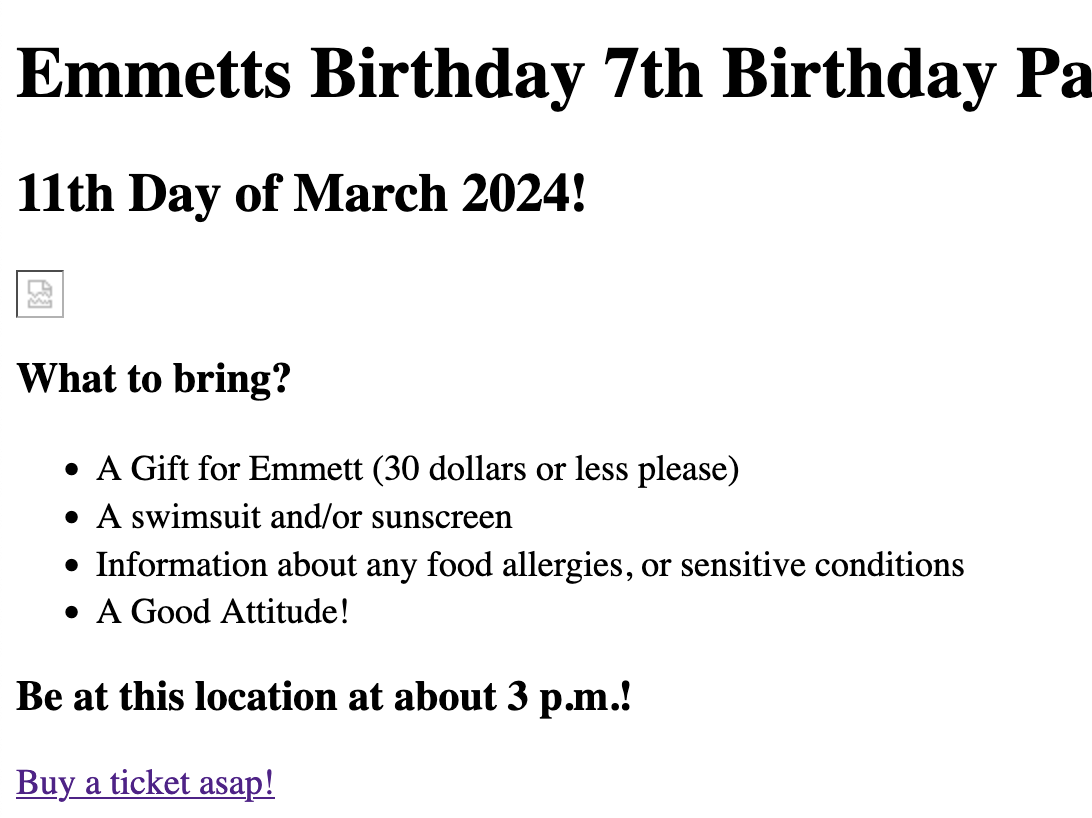 Emmetts Birthday 7th Birthday Pa
11th Day of March 2024!
What to bring?
A Gift for Emmett (30 dollars or less please)
A swimsuit and/or sunscreen
Information about any food allergies, or sensitive conditions
A Good Attitude!
Be at this location at about 3 p.m.!
Buy a ticket asap!